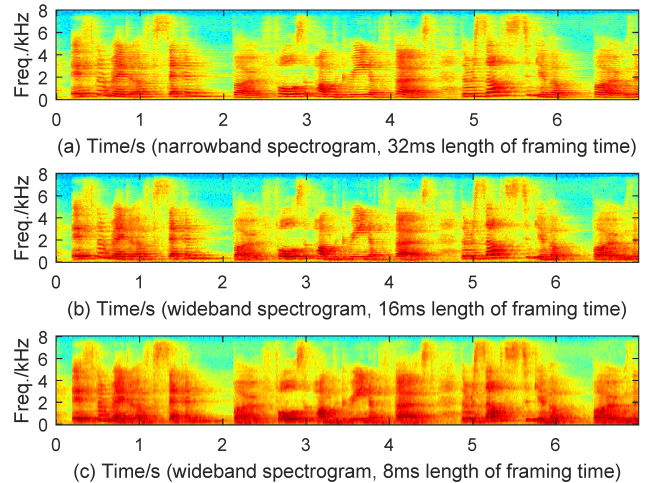 8
6
4
2
0
Freq./kHz
0 1 2 3 4 5 6
(a) Time/s (narrowband spectrogram, 32ms length of framing time)
8
6
4
2
0
Freq./kHz
0 1 2 3 4 5 6
(b) Time/s (wideband spectrogram, 16ms length of framing time)
8
6
4
2
0
Freq./kHz
0 1 2 3 4 5 6
(c) Time/s (wideband spectrogram, 8ms length of framing time)